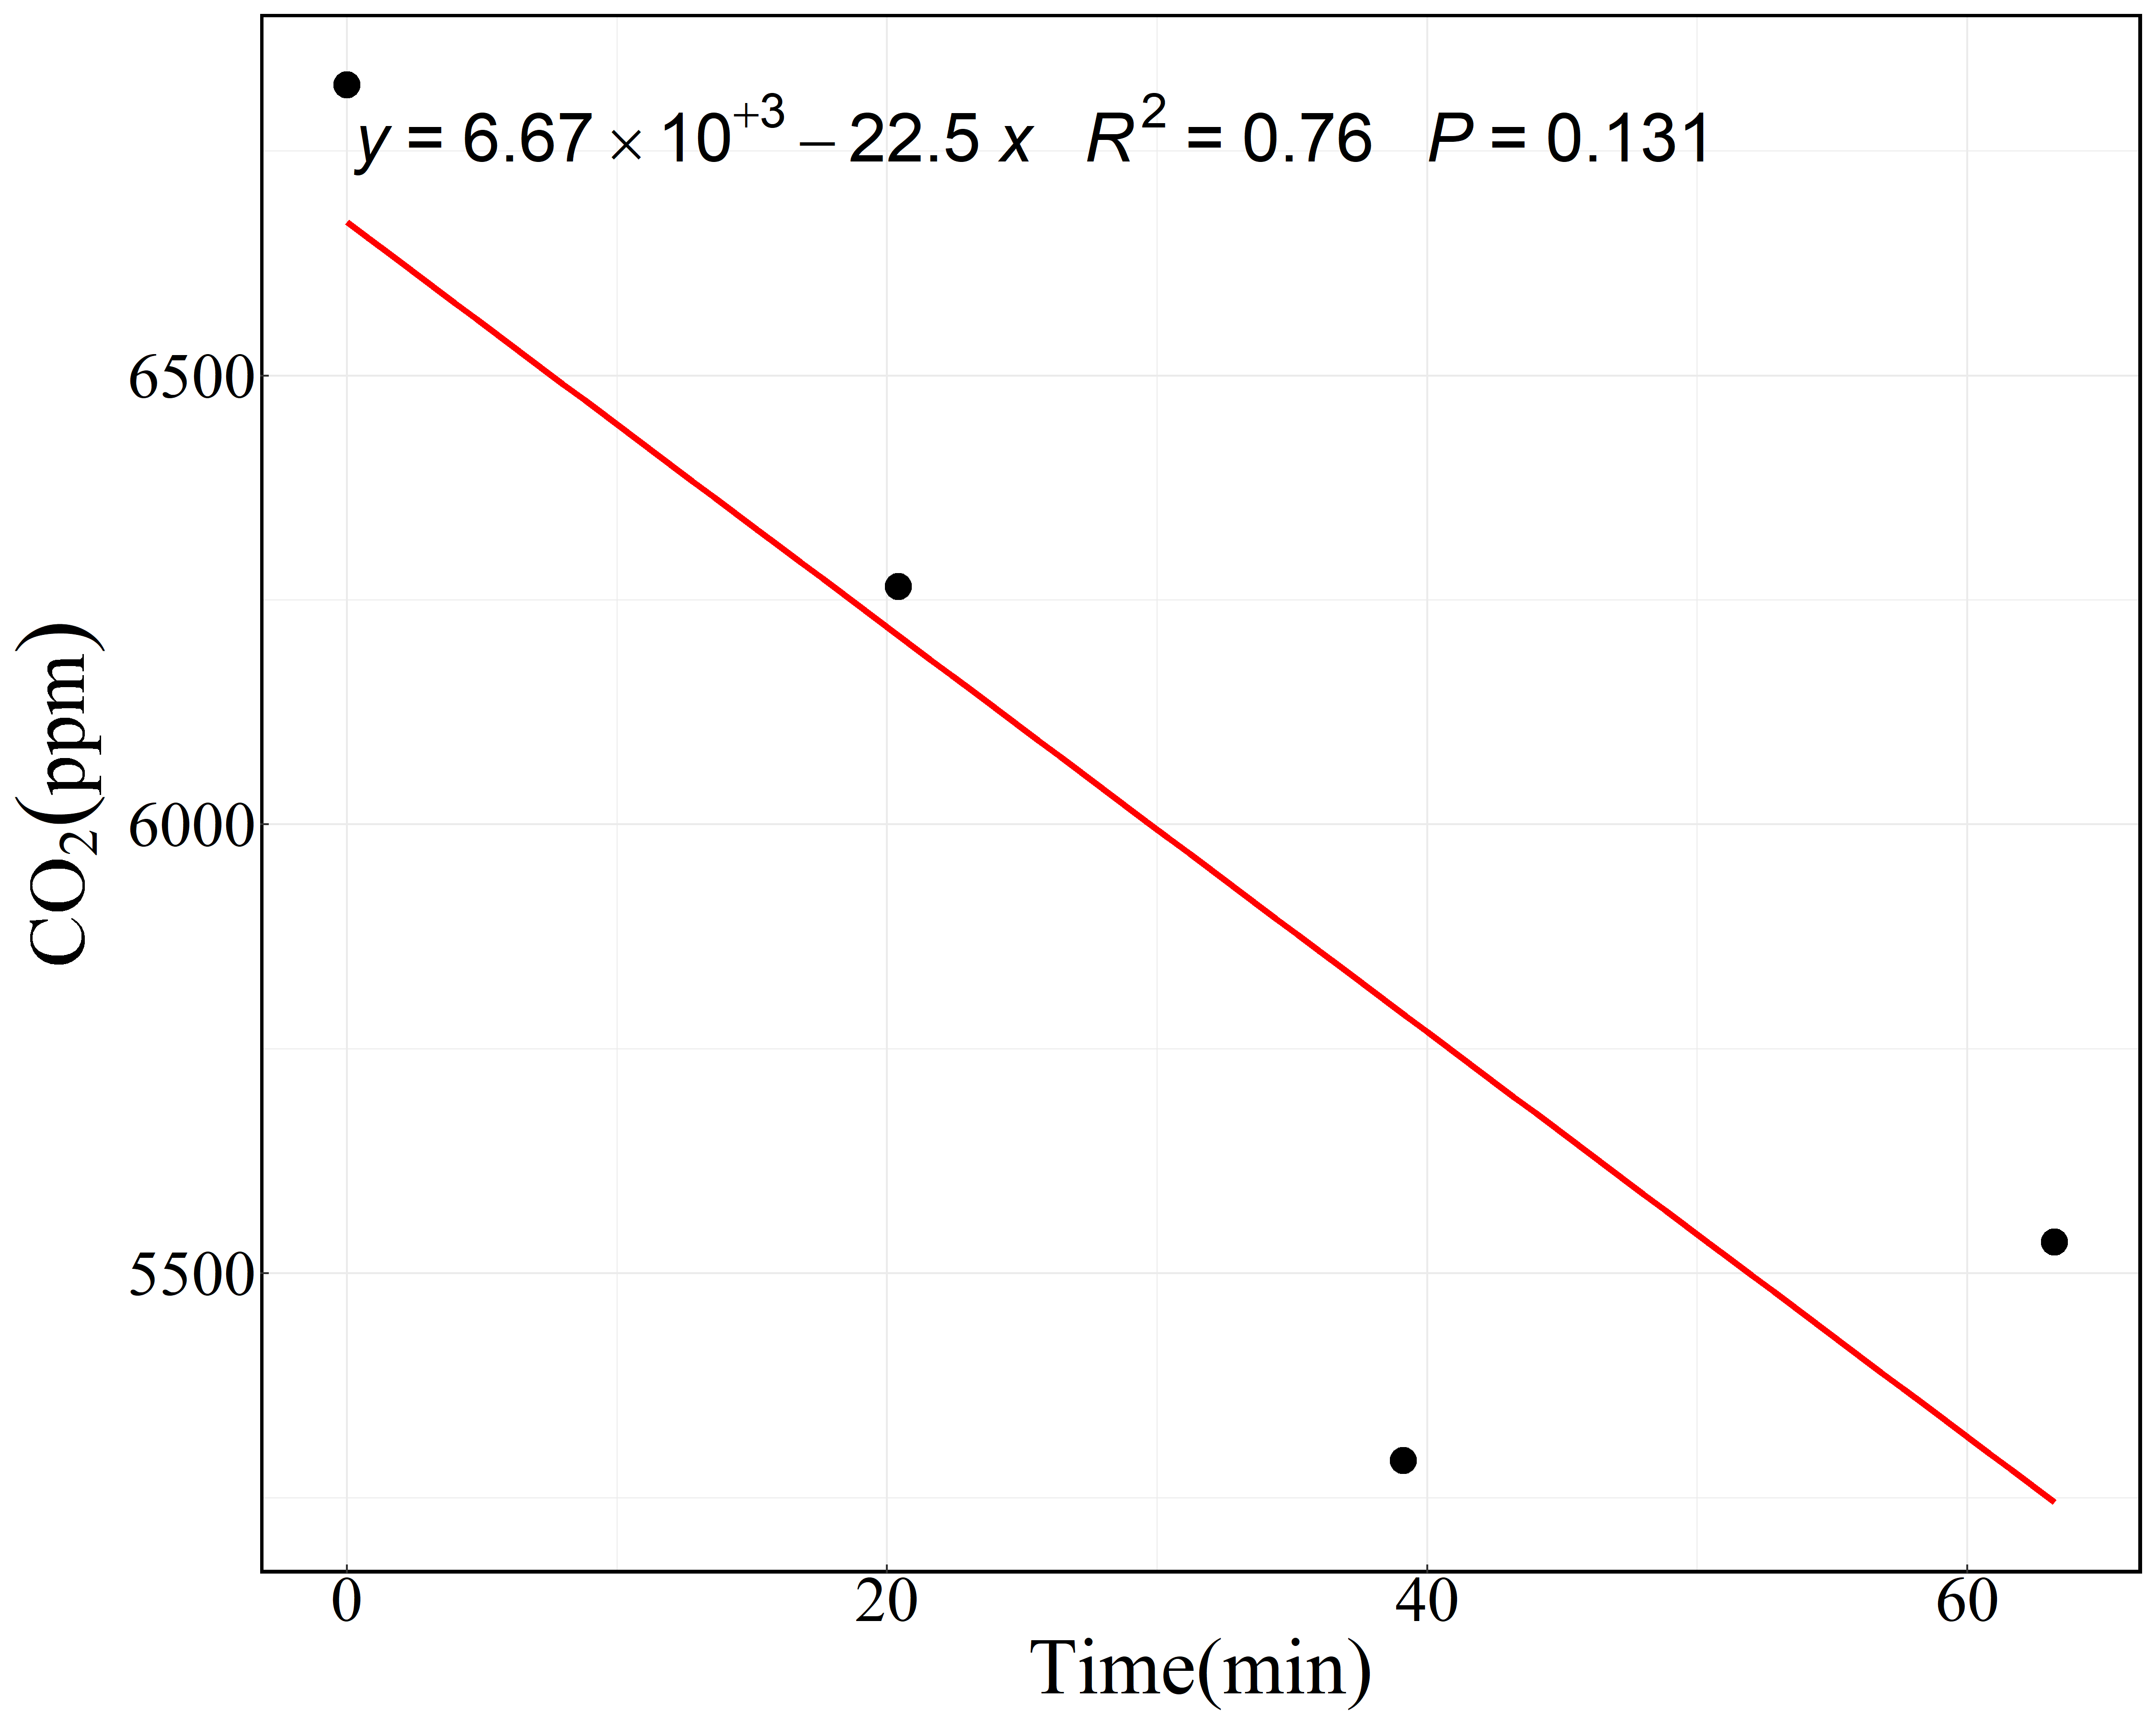 y = 6.67 × 10⁺³ − 22.5 x R² = 0.76 P = 0.131
6500
6000
5500
CO₂(ppm)
0 20 40 60
Time(min)